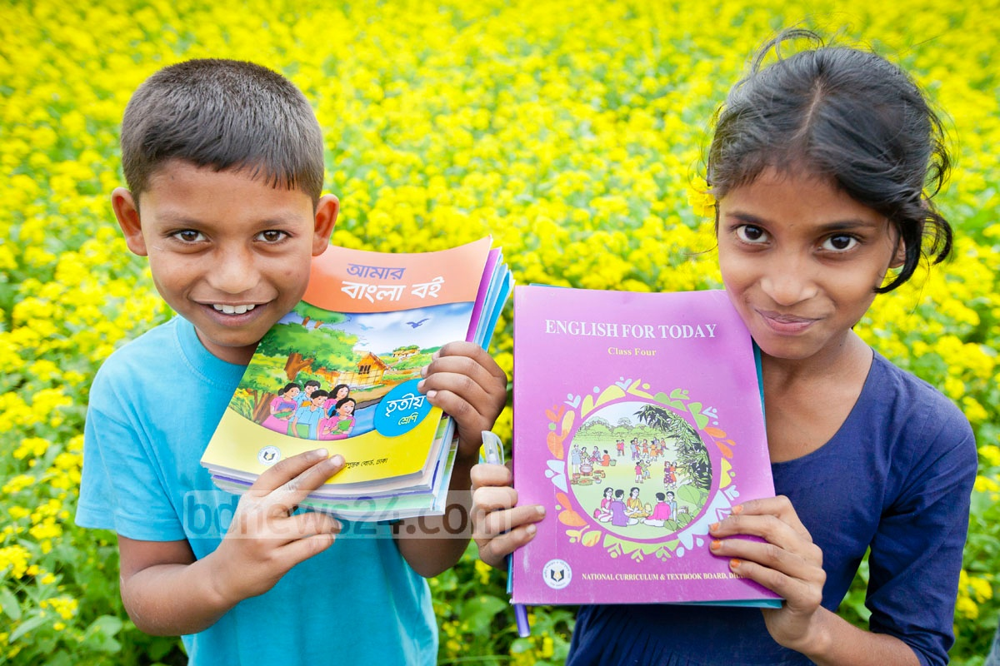 আমার
বাংলা বই
তৃতীয়
শ্রেণি
বোর্ড, ঢাকা
ENGLISH FOR TODAY
Class Four
NATIONAL CURRICULUM & TEXTBOOK BOARD,
bdnews24.com